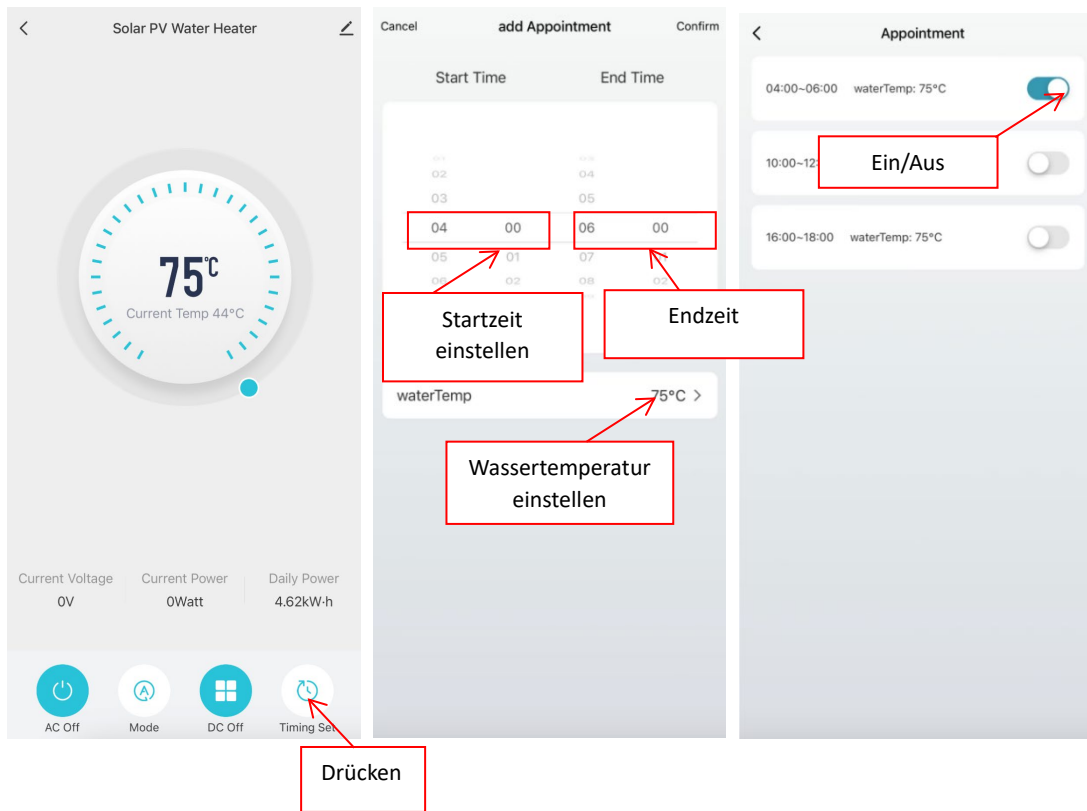 Solar PV Water Heater
75°C
Current Temp 44°C
Current Voltage
0V
Current Power
0Watt
Daily Power
4.62kW·h
AC Off
Mode
DC Off
Timing Set
Drücken
Cancel
add Appointment
Confirm
Start Time
End Time
02
04
03
05
04 00
06 00
05 01
07
06 02
08 02
Startzeit
einstellen
Endzeit
waterTemp
75°C >
Wassertemperatur
einstellen
Appointment
04:00~06:00 waterTemp: 75°C
10:00~12:
Ein/Aus
16:00~18:00 waterTemp: 75°C